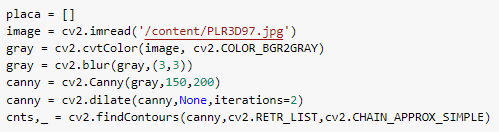 placa = []
image = cv2.imread('/content/PLR3D97.jpg')
gray = cv2.cvtColor(image, cv2.COLOR_BGR2GRAY)
gray = cv2.blur(gray,(3,3))
canny = cv2.Canny(gray,150,200)
canny = cv2.dilate(canny,None,iterations=2)
cnts,_ = cv2.findContours(canny,cv2.RETR_LIST,cv2.CHAIN_APPROX_SIMPLE)